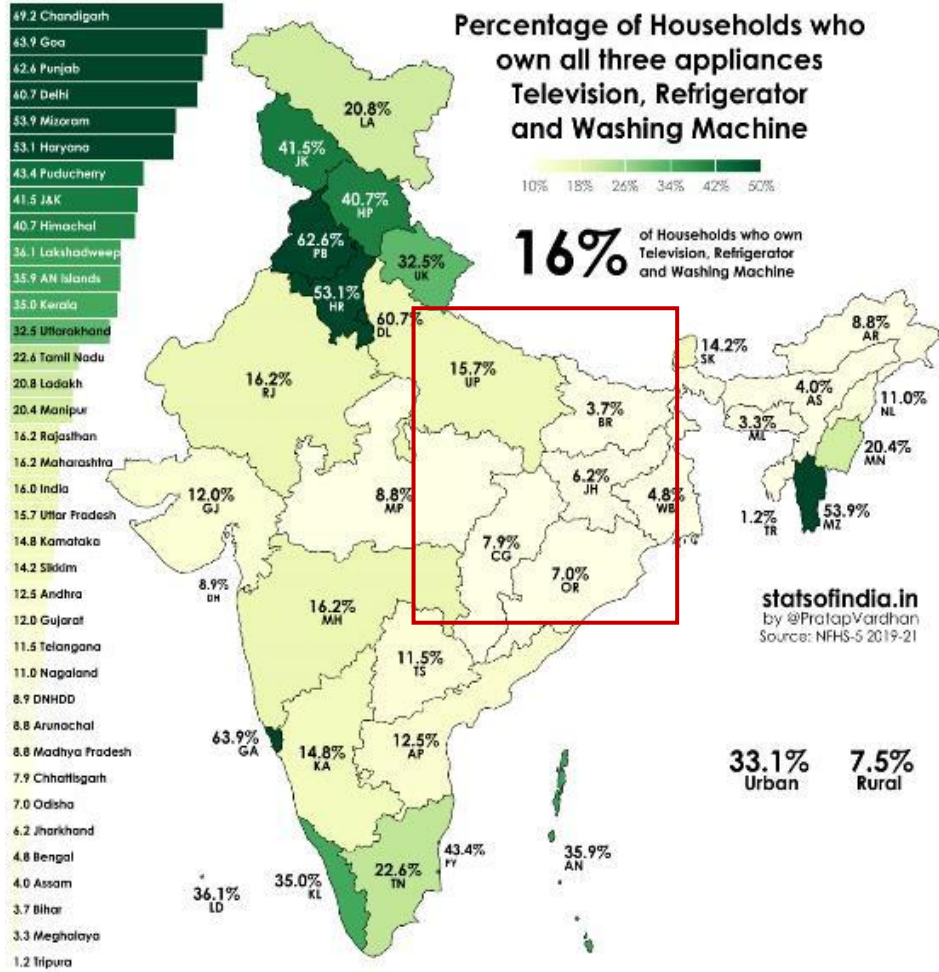 69.2 Chandigarh
63.9 Goa
62.6 Punjab
60.7 Delhi
53.9 Mizoram
53.1 Haryana
43.4 Puducherry
41.5 J&K
40.7 Himachal
36.1 Lakshadweep
35.9 AN Islands
35.0 Kerala
32.5 Uttarakhand
22.6 Tamil Nadu
20.8 Ladakh
20.4 Manipur
16.2 Rajasthan
16.2 Maharashtra
16.0 India
15.7 Uttar Pradesh
14.8 Karnataka
14.2 Sikkim
12.5 Andhra
12.0 Gujarat
11.5 Telangana
11.0 Nagaland
8.9 DNHDD
8.8 Arunachal
8.8 Madhya Pradesh
7.9 Chhattisgarh
7.0 Odisha
6.2 Jharkhand
4.8 Bengal
4.0 Assam
3.7 Bihar
3.3 Meghalaya
1.2 Tripura
Percentage of Households who
own all three appliances
Television, Refrigerator
and Washing Machine
10% 18% 26% 34% 42% 50%
16%
of Households who own
Television, Refrigerator
and Washing Machine
20.8%
LA
41.5%
JK
40.7%
HP
62.6%
PB
32.5%
UK
53.1%
HR
60.7%
DL
16.2%
RJ
15.7%
UP
3.7%
BR
14.2%
SK
8.8%
AR
4.0%
AS
11.0%
NL
3.3%
ML
20.4%
MN
53.9%
MZ
1.2%
TR
12.0%
GJ
8.8%
MP
6.2%
JH
4.8%
WB
7.9%
CG
7.0%
OR
8.9%
DH
16.2%
MH
11.5%
TS
63.9%
GA
14.8%
KA
12.5%
AP
43.4%
PY
22.6%
TN
35.0%
KL
36.1%
LD
35.9%
AN
statsofindia.in
by @PratapVardhan
Source: NFHS-5 2019-21
33.1%
Urban
7.5%
Rural